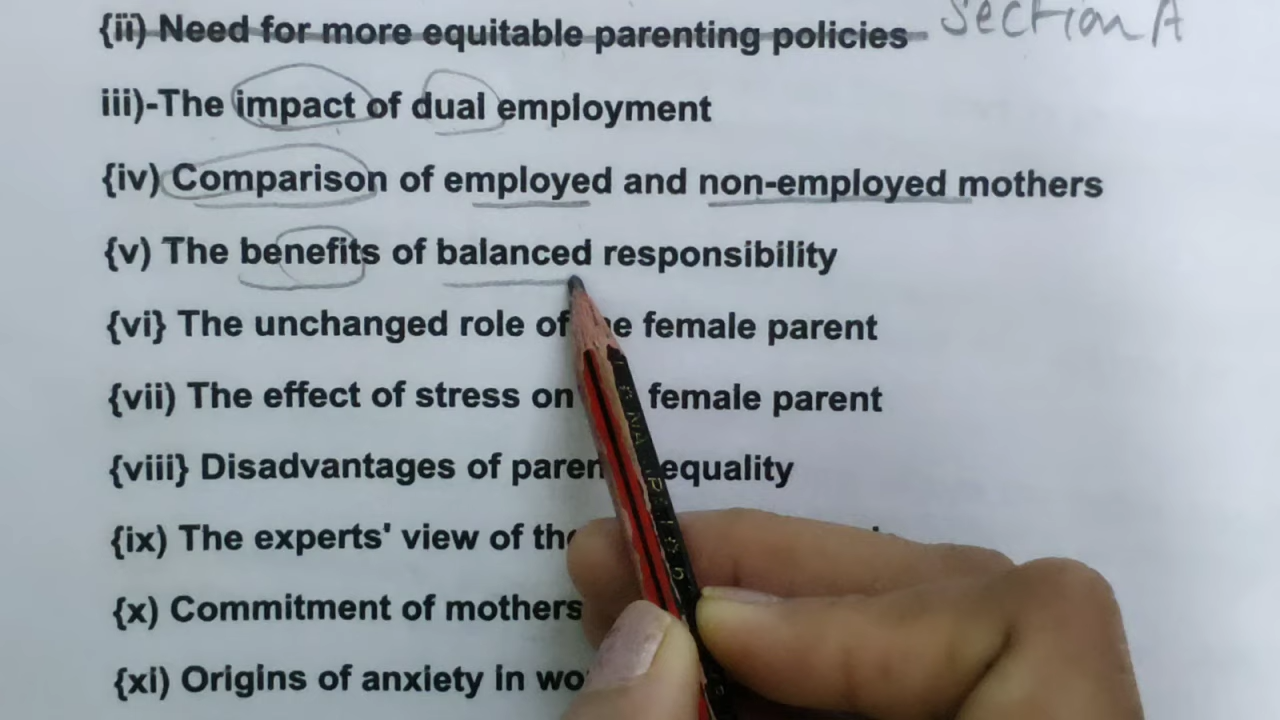 {ii) Need for more equitable parenting policies Section A
iii)-The impact of dual employment
{iv) Comparison of employed and non-employed mothers
{v) The benefits of balanced responsibility
{vi} The unchanged role of female parent
{vii) The effect of stress on female parent
{viii} Disadvantages of equality
{ix) The experts' view of
{x) Commitment of mothers
{xi) Origins of anxiety in